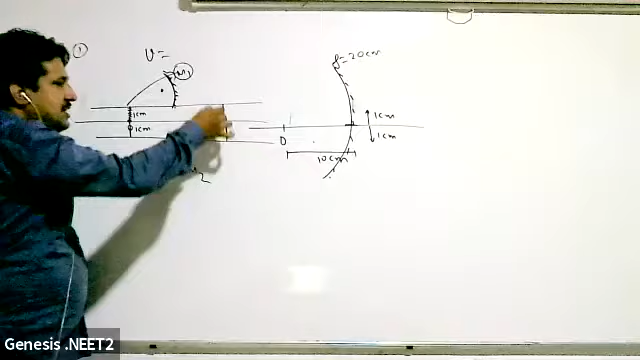 ①
U=
M₁
1cm
1cm
f=20cm
O
1cm
1cm
10cm
2
Genesis .NEET2